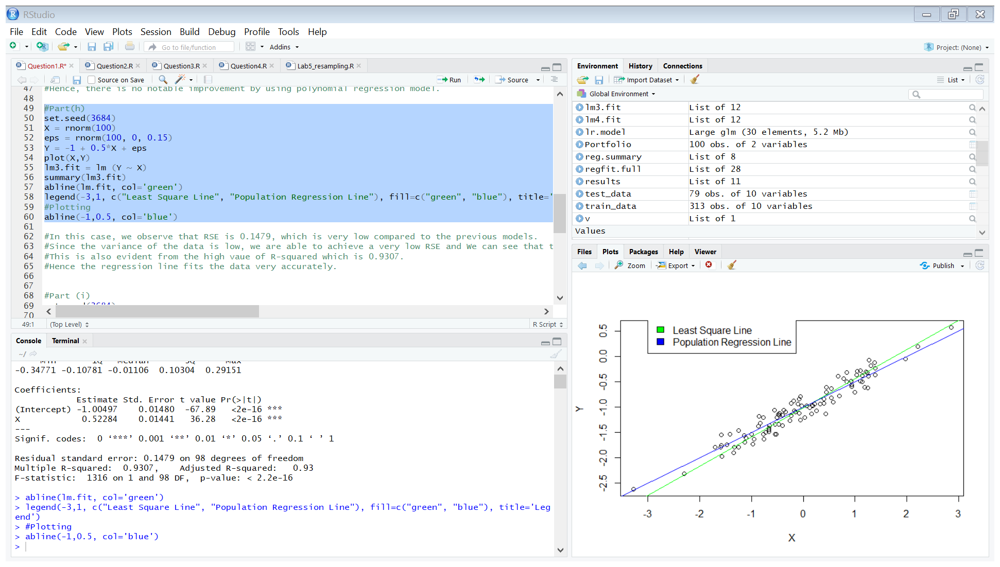 RStudio
File Edit Code View Plots Session Build Debug Profile Tools Help
Go to file/function Addins Project: (None)
Question1.R* Question2.R Question3.R Question4.R Lab5_resampling.R
Source on Save Run Source
47 #Hence, there is no notable improvement by using polynomial regression model.
48
49 #Part(h)
50 set.seed(3684)
51 X = rnorm(100)
52 eps = rnorm(100, 0, 0.15)
53 Y = -1 + 0.5*X + eps
54 plot(X,Y)
55 lm3.fit = lm (Y ~ X)
56 summary(lm3.fit)
57 abline(lm.fit, col='green')
58 legend(-3,1, c("Least Square Line", "Population Regression Line"), fill=c("green", "blue"), title='
59 #Plotting
60 abline(-1,0.5, col='blue')
61
62 #In this case, we observe that RSE is 0.1479, which is very low compared to the previous models.
63 #Since the variance of the data is low, we are able to achieve a very low RSE and We can see that t
64 #This is also evident from the high vaue of R-squared which is 0.9307.
65 #Hence the regression line fits the data very accurately.
66
67
68 #Part (i)
69
70
49:1 (Top Level) R Script
Console Terminal
~/
Min 1Q Median 3Q Max
-0.34771 -0.10781 -0.01106 0.10304 0.29151
Coefficients:
Estimate Std. Error t value Pr(>|t|)
(Intercept) -1.00497 0.01480 -67.89 <2e-16 ***
X 0.52284 0.01441 36.28 <2e-16 ***
---
Signif. codes: 0 ‘***’ 0.001 ‘**’ 0.01 ‘*’ 0.05 ‘.’ 0.1 ‘ ’ 1
Residual standard error: 0.1479 on 98 degrees of freedom
Multiple R-squared: 0.9307, Adjusted R-squared: 0.93
F-statistic: 1316 on 1 and 98 DF, p-value: < 2.2e-16
> abline(lm.fit, col='green')
> legend(-3,1, c("Least Square Line", "Population Regression Line"), fill=c("green", "blue"), title='Leg
end')
> #Plotting
> abline(-1,0.5, col='blue')
>
Environment History Connections
Import Dataset List
Global Environment
lm3.fit List of 12
lm4.fit List of 12
lr.model Large glm (30 elements, 5.2 Mb)
Portfolio 100 obs. of 2 variables
reg.summary List of 8
regfit.full List of 28
results List of 11
test_data 79 obs. of 10 variables
train_data 313 obs. of 10 variables
v List of 1
Values
Files Plots Packages Help Viewer
Zoom Export Publish
Least Square Line
Population Regression Line
0.5
0.0
-0.5
-1.0
-1.5
-2.0
-2.5
Y
-3 -2 -1 0 1 2 3
X